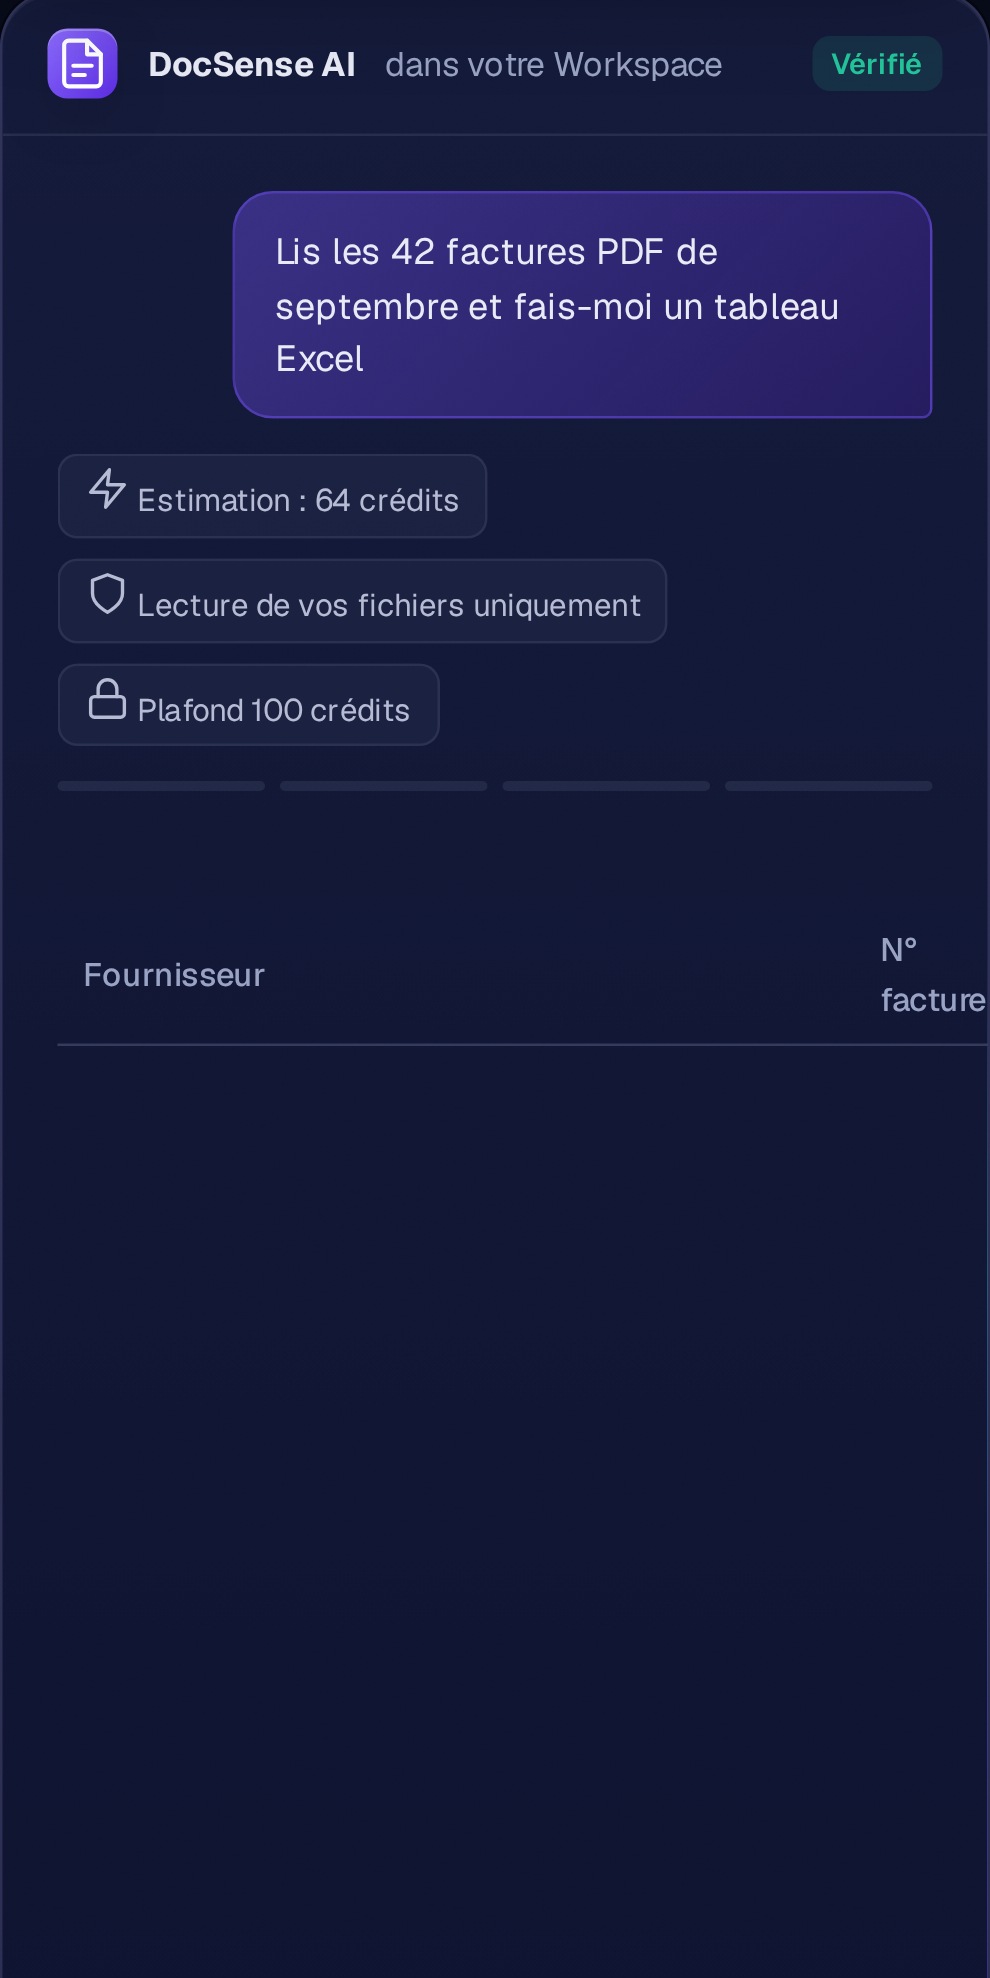 DocSense AI dans votre Workspace Vérifié
Lis les 42 factures PDF de
septembre et fais-moi un tableau
Excel
Estimation : 64 crédits
Lecture de vos fichiers uniquement
Plafond 100 crédits
Fournisseur
N°
facture